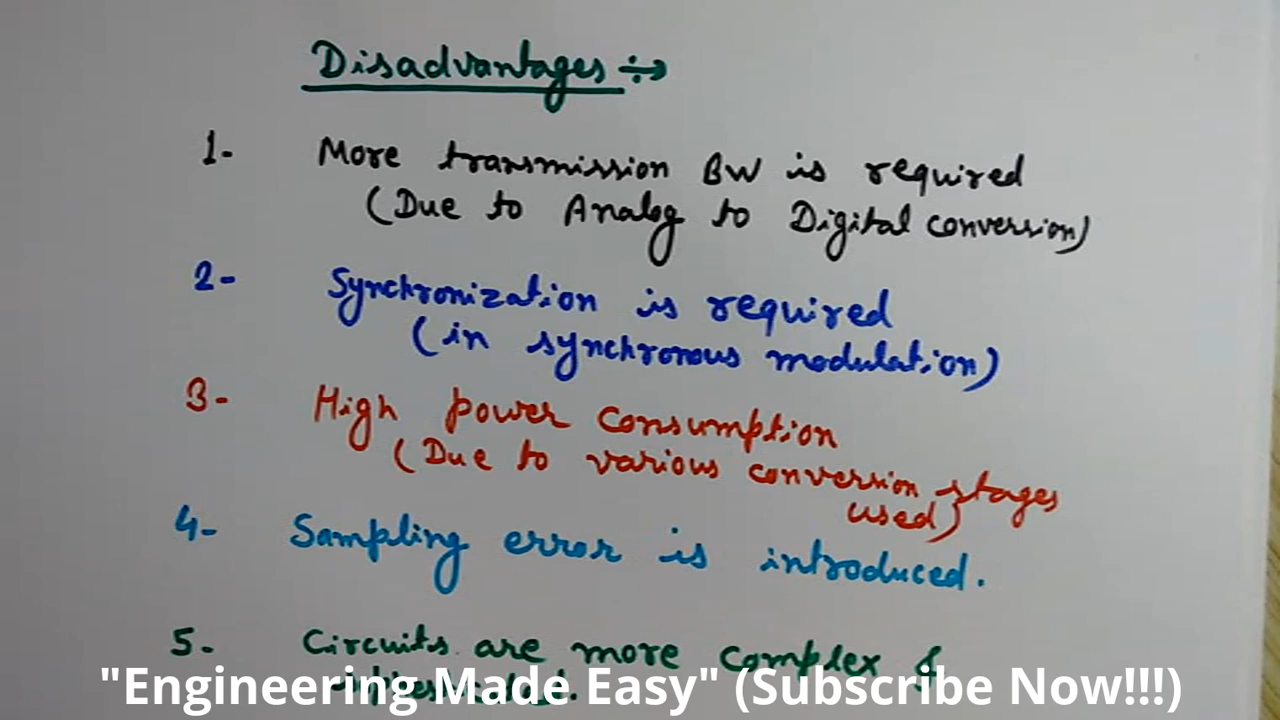 Disadvantages ÷→
1- More transmission BW is required
(Due to Analog to Digital conversion)
2- Synchronization is required
(in synchronous modulation)
3- High power consumption
(Due to various conversion stages
used)
4- Sampling error is introduced.
5- Circuits are more complex &
"Engineering Made Easy" (Subscribe Now!!!)